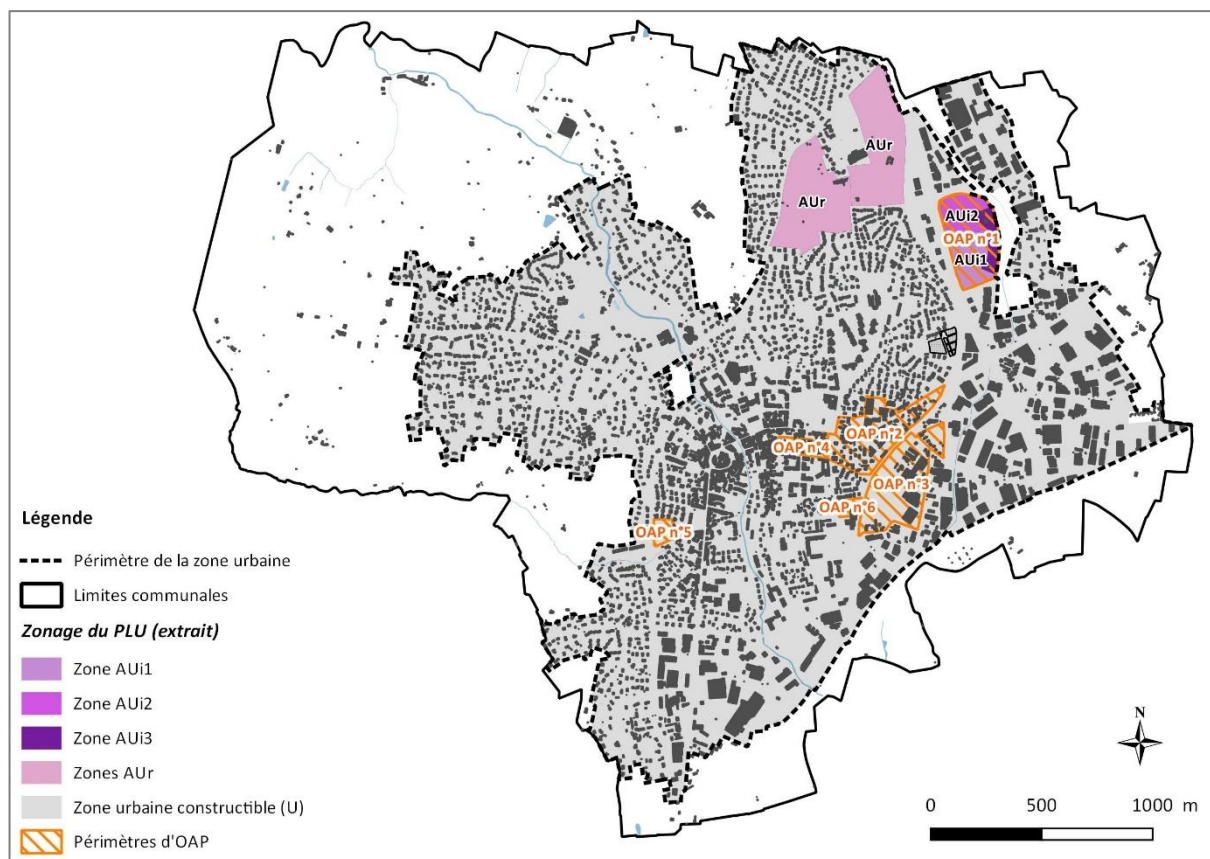 AUr
AUr
AUi2
OAP n°1
AUi1
OAP n°2
OAP n°4
OAP n°3
OAP n°6
OAP n°5
Légende
Périmètre de la zone urbaine
Limites communales
Zonage du PLU (extrait)
Zone AUi1
Zone AUi2
Zone AUi3
Zones AUr
Zone urbaine constructible (U)
Périmètres d'OAP
N
0 500 1000 m